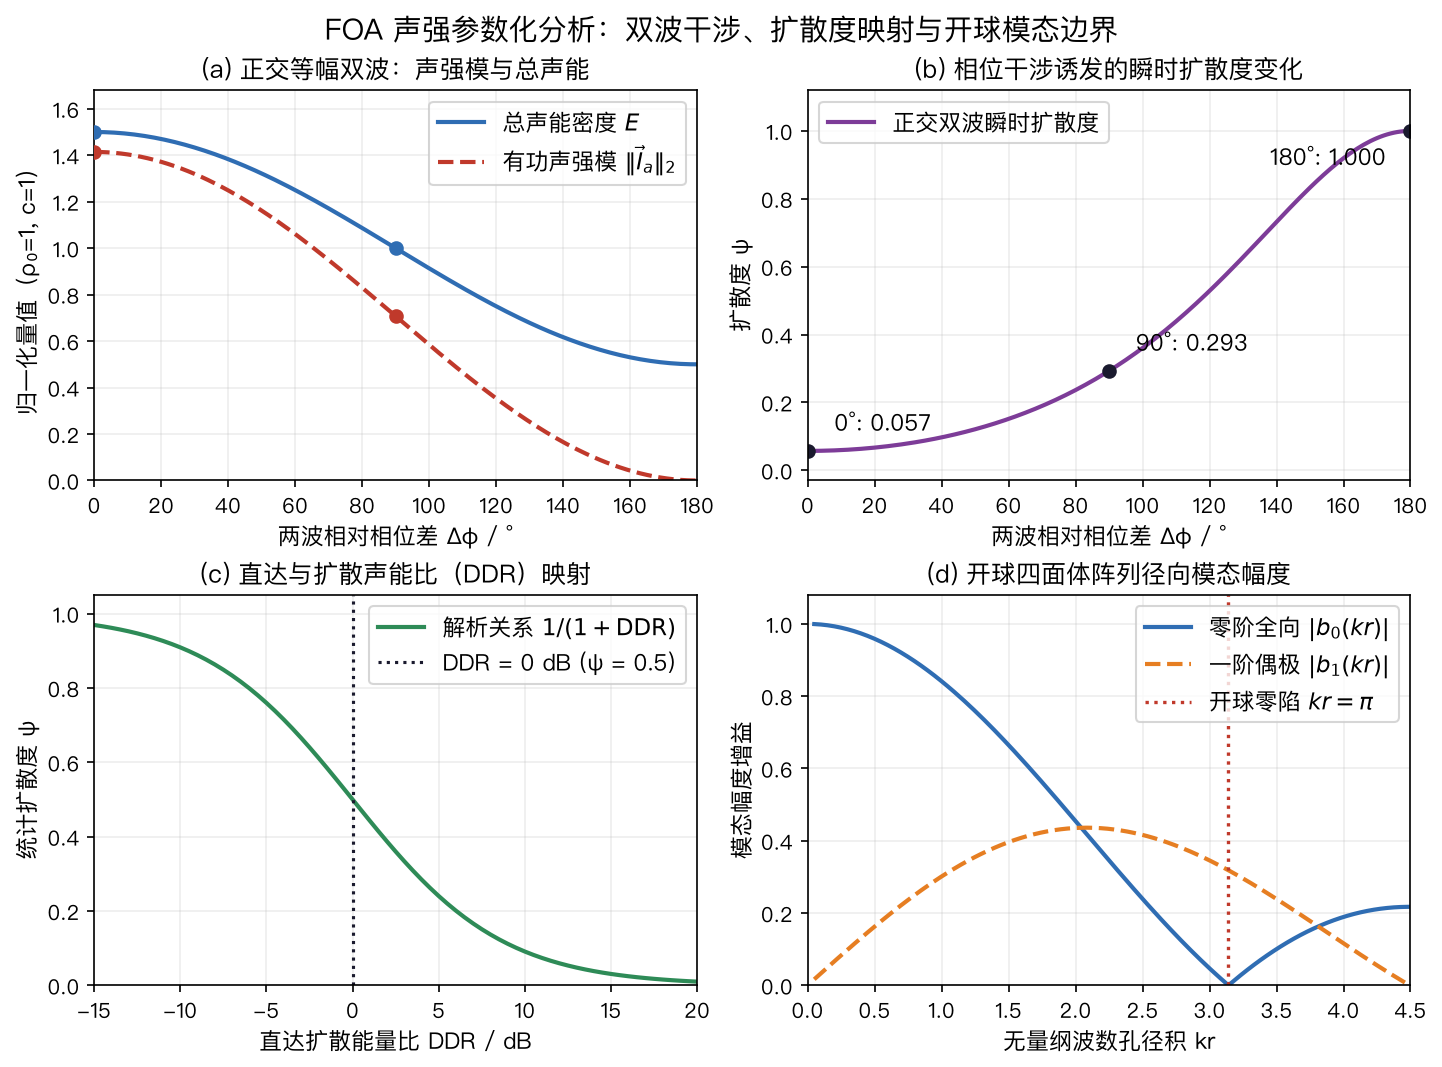 FOA 声强参数化分析：双波干涉、扩散度映射与开球模态边界
(a) 正交等幅双波：声强模与总声能
归一化量值（ρ₀=1, c=1）
1.6
1.4
1.2
1.0
0.8
0.6
0.4
0.2
0.0
总声能密度 E
有功声强模 ‖I⃗ₐ‖₂
0 20 40 60 80 100 120 140 160 180
两波相对相位差 Δϕ / °
(b) 相位干涉诱发的瞬时扩散度变化
扩散度 ψ
1.0
0.8
0.6
0.4
0.2
0.0
正交双波瞬时扩散度
180°: 1.000
90°: 0.293
0°: 0.057
0 20 40 60 80 100 120 140 160 180
两波相对相位差 Δϕ / °
(c) 直达与扩散声能比（DDR）映射
统计扩散度 ψ
1.0
0.8
0.6
0.4
0.2
0.0
解析关系 1/(1 + DDR)
DDR = 0 dB (ψ = 0.5)
−15 −10 −5 0 5 10 15 20
直达扩散能量比 DDR / dB
(d) 开球四面体阵列径向模态幅度
模态幅度增益
1.0
0.8
0.6
0.4
0.2
0.0
零阶全向 |b₀(kr)|
一阶偶极 |b₁(kr)|
开球零陷 kr = π
0.0 0.5 1.0 1.5 2.0 2.5 3.0 3.5 4.0 4.5
无量纲波数孔径积 kr